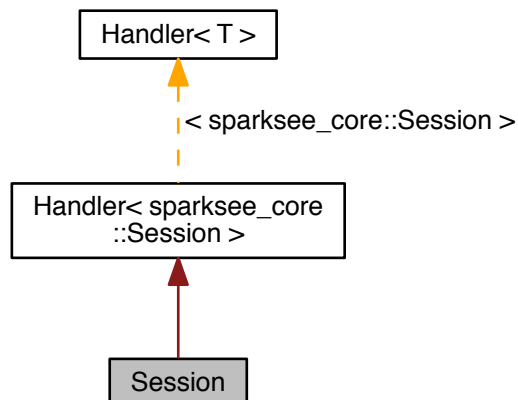 Handler< T >
< sparksee_core::Session >
Handler< sparksee_core
::Session >
Session